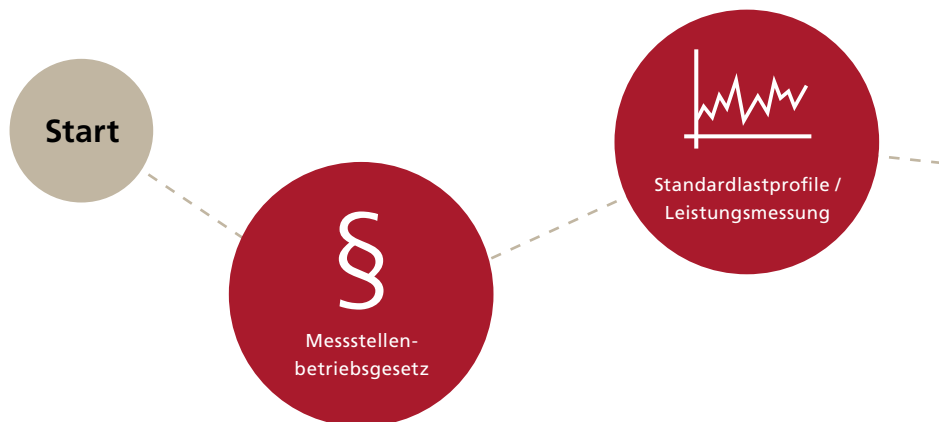 Start
§
Messstellen-
betriebsgesetz
Standardlastprofile /
Leistungsmessung